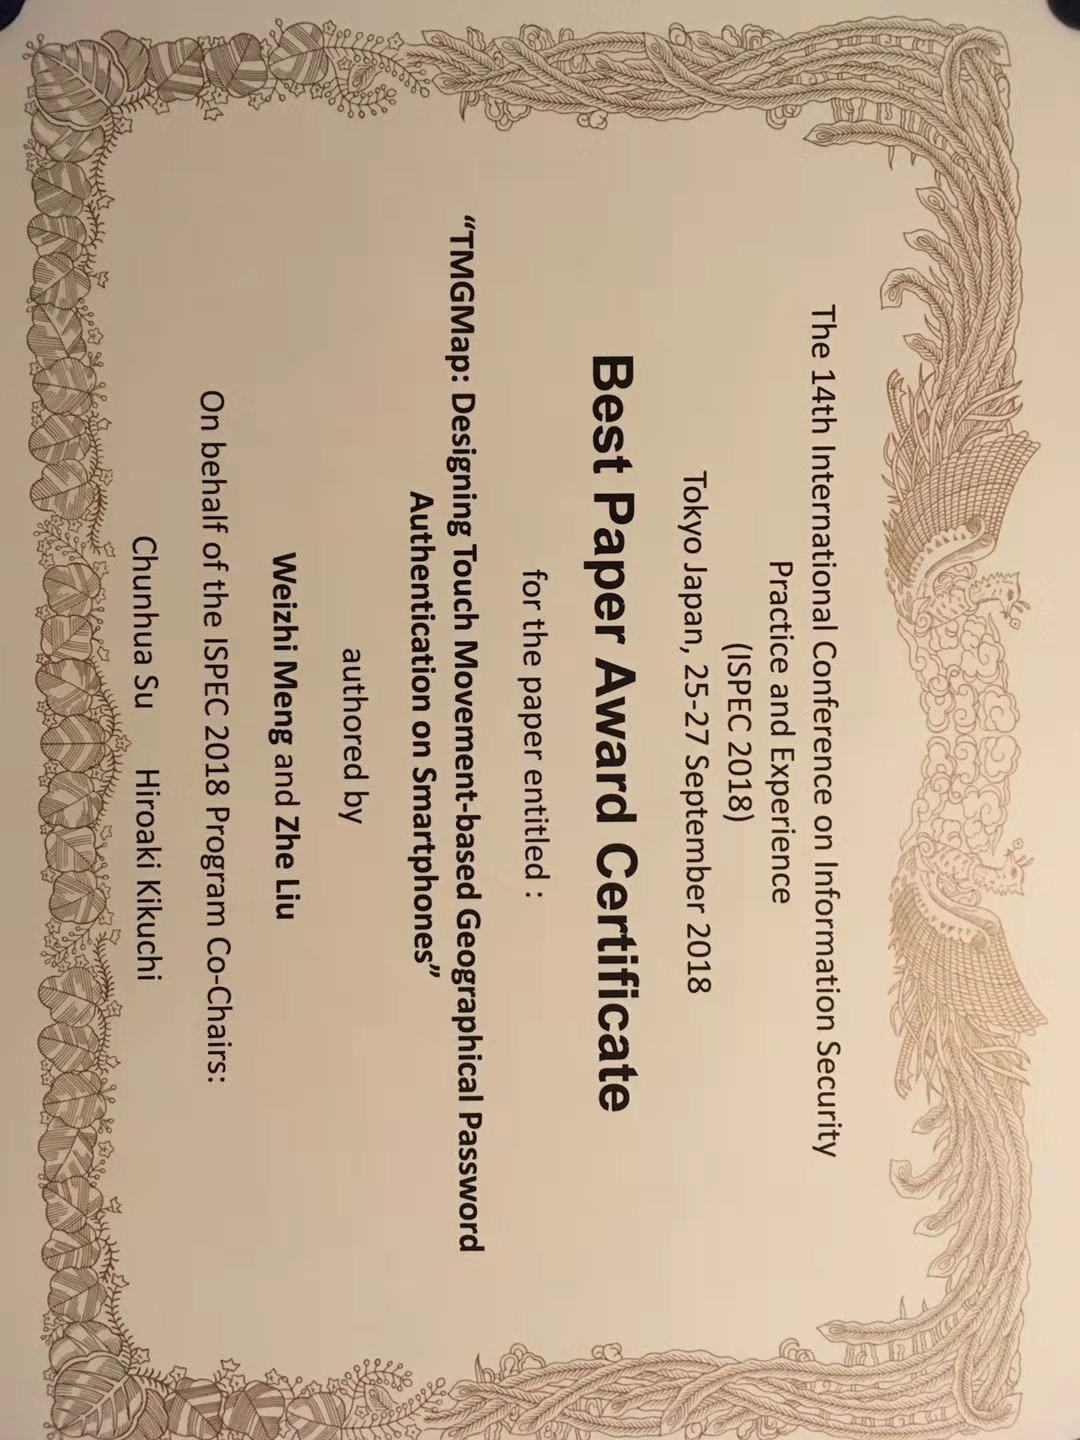 The 14th International Conference on Information Security
Practice and Experience
(ISPEC 2018)
Tokyo Japan, 25-27 September 2018
Best Paper Award Certificate
for the paper entitled :
“TMGMap: Designing Touch Movement-based Geographical Password
Authentication on Smartphones”
authored by
Weizhi Meng and Zhe Liu
On behalf of the ISPEC 2018 Program Co-Chairs:
Chunhua Su Hiroaki Kikuchi